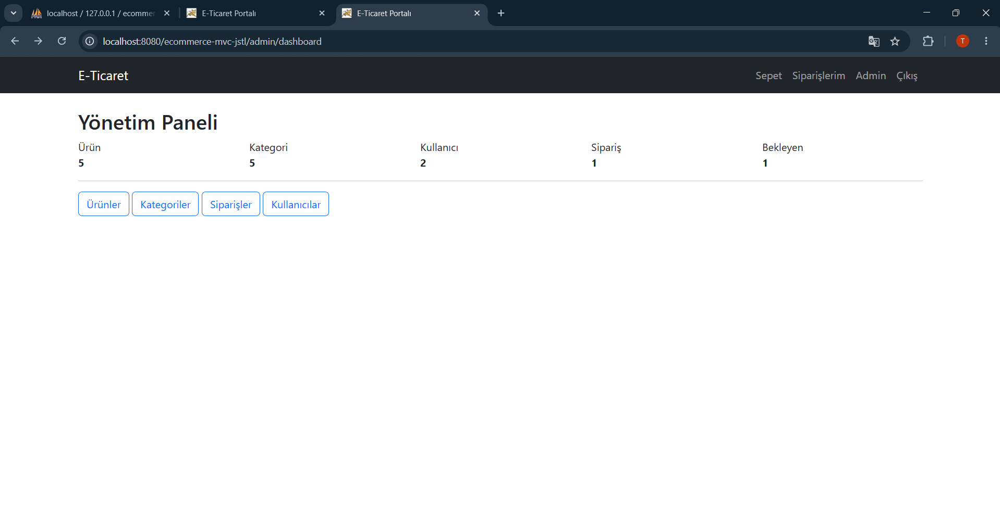 localhost / 127.0.0.1 / ecommer
E-Ticaret Portalı
E-Ticaret Portalı
localhost:8080/ecommerce-mvc-jstl/admin/dashboard
T
E-Ticaret
Sepet Siparişlerim Admin Çıkış
Yönetim Paneli
Ürün Kategori Kullanıcı Sipariş Bekleyen
5 5 2 1 1
Ürünler Kategoriler Siparişler Kullanıcılar